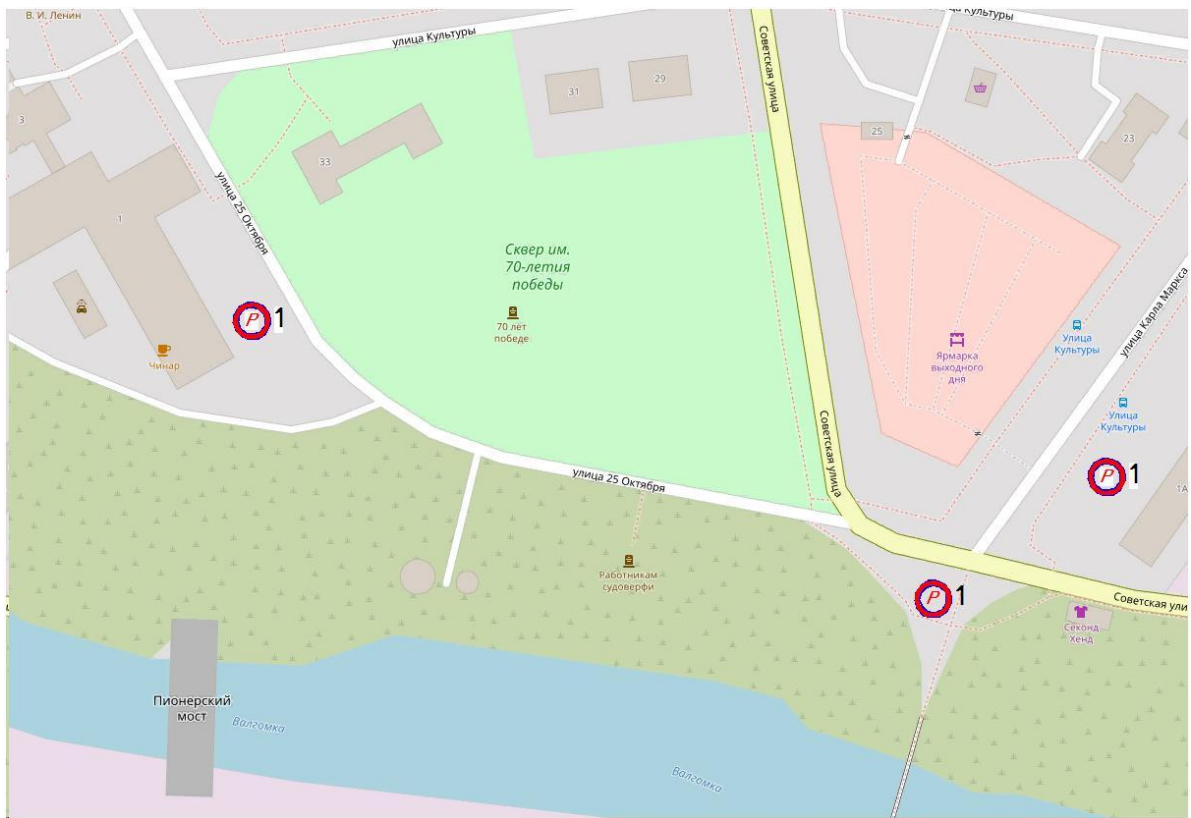 В. И. Ленин
улица Культуры
улица Культуры
Советская улица
3
33
31
29
25
23
улица 25 Октября
1
Сквер им.
70-летия
победы
70 лет
победе
P 1
Чинар
Ярмарка
выходного
дня
Улица
Культуры
улица Карла Маркса
Улица
Культуры
Советская улица
P 1
1А
улица 25 Октября
Работникам
судоверфи
P 1
Советская ули
Секонд
Хенд
Пионерский
мост
Валгомка
Валгомка